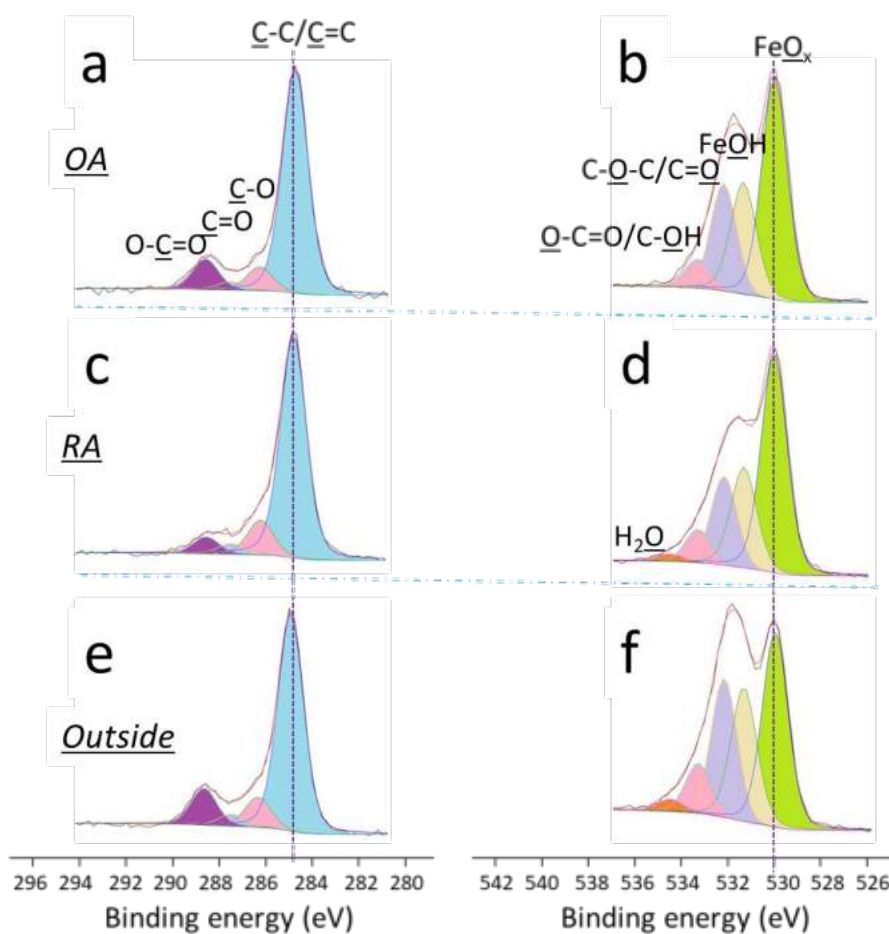 C-C/C=C
a
OA
O-C=O
C=O
C-O
FeOx
b
FeOH
C-O-C/C=O
O-C=O/C-OH
c
RA
d
H2O
e
Outside
f
296 294 292 290 288 286 284 282 280
Binding energy (eV)
542 540 538 536 534 532 530 528 526
Binding energy (eV)